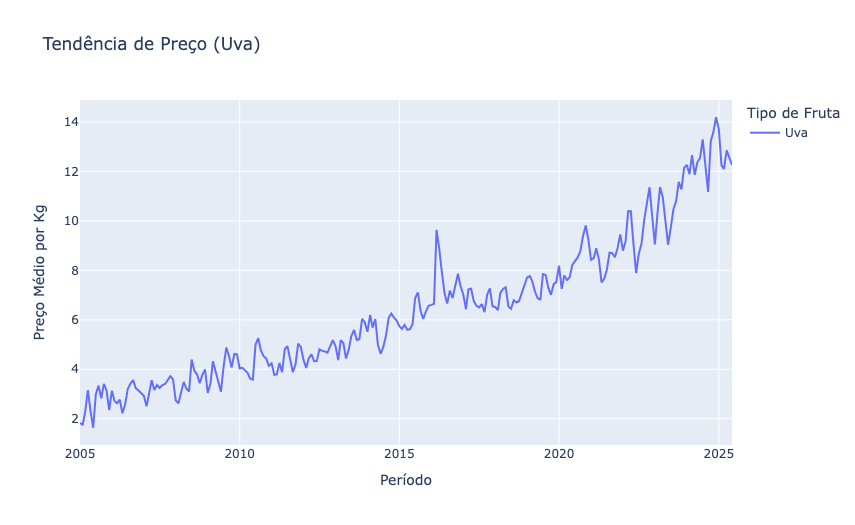 Tendência de Preço (Uva)
Tipo de Fruta
Uva
Preço Médio por Kg
14
12
10
8
6
4
2
2005
2010
2015
2020
2025
Período